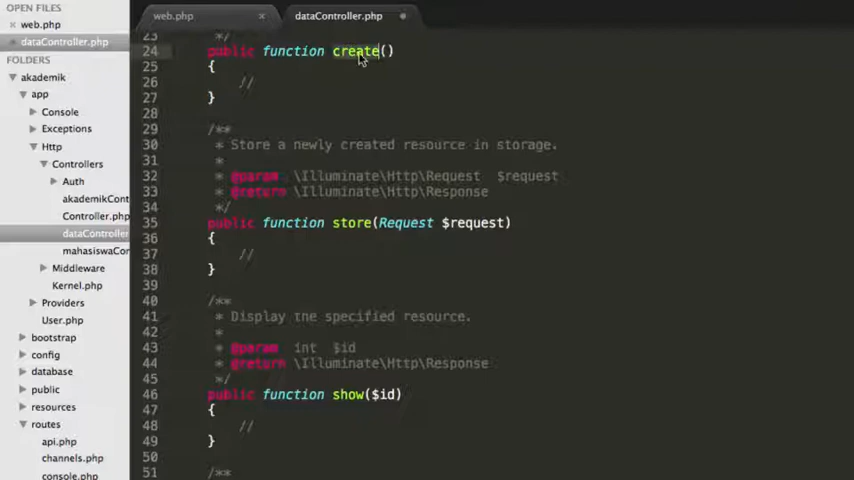 OPEN FILES
web.php
dataController.php
FOLDERS
akademik
app
Console
Exceptions
Http
Controllers
Auth
akademikCont
Controller.php
dataController
mahasiswaCor
Middleware
Kernel.php
Providers
User.php
bootstrap
config
database
public
resources
routes
api.php
channels.php
console.php
web.php
dataController.php
23 */
24 public function create()
25 {
26 //
27 }
28
29 /**
30 * Store a newly created resource in storage.
31 *
32 * @param \Illuminate\Http\Request $request
33 * @return \Illuminate\Http\Response
34 */
35 public function store(Request $request)
36 {
37 //
38 }
39
40 /**
41 * Display the specified resource.
42 *
43 * @param int $id
44 * @return \Illuminate\Http\Response
45 */
46 public function show($id)
47 {
48 //
49 }
50
51 /**